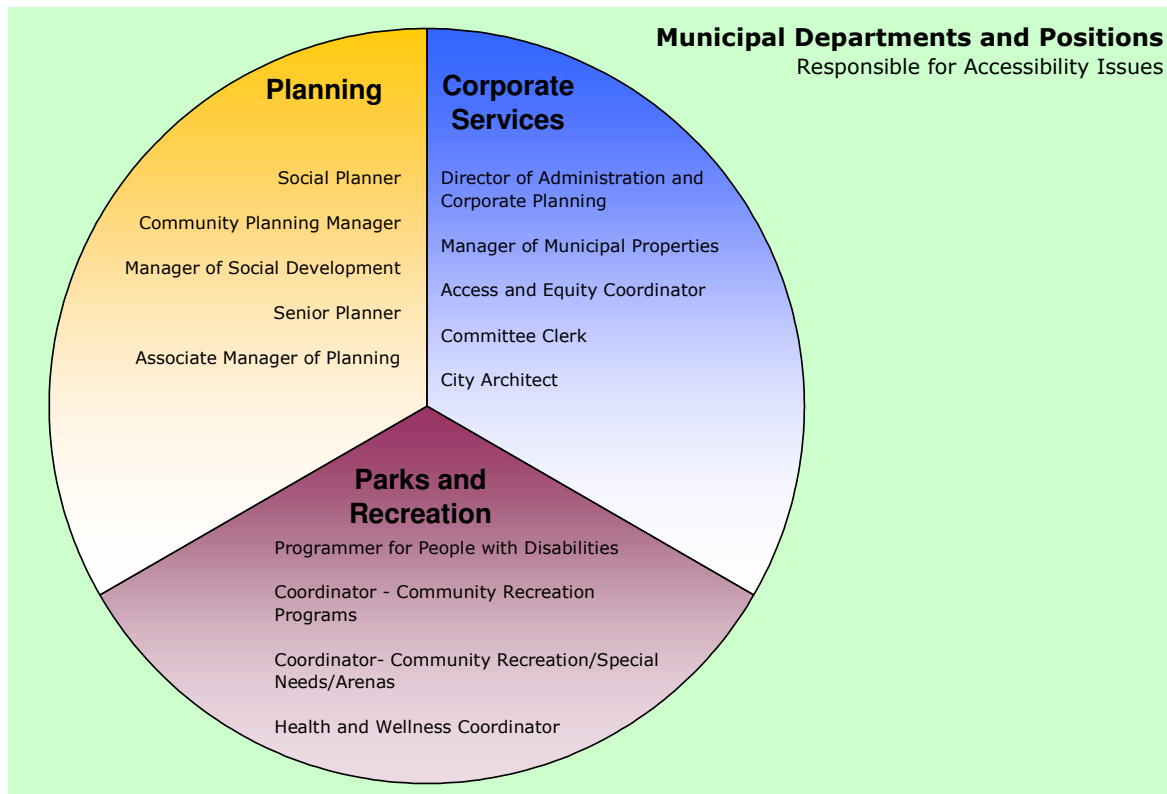 Municipal Departments and Positions
Responsible for Accessibility Issues
Planning
Social Planner
Community Planning Manager
Manager of Social Development
Senior Planner
Associate Manager of Planning
Corporate
Services
Director of Administration and
Corporate Planning
Manager of Municipal Properties
Access and Equity Coordinator
Committee Clerk
City Architect
Parks and
Recreation
Programmer for People with Disabilities
Coordinator - Community Recreation
Programs
Coordinator- Community Recreation/Special
Needs/Arenas
Health and Wellness Coordinator